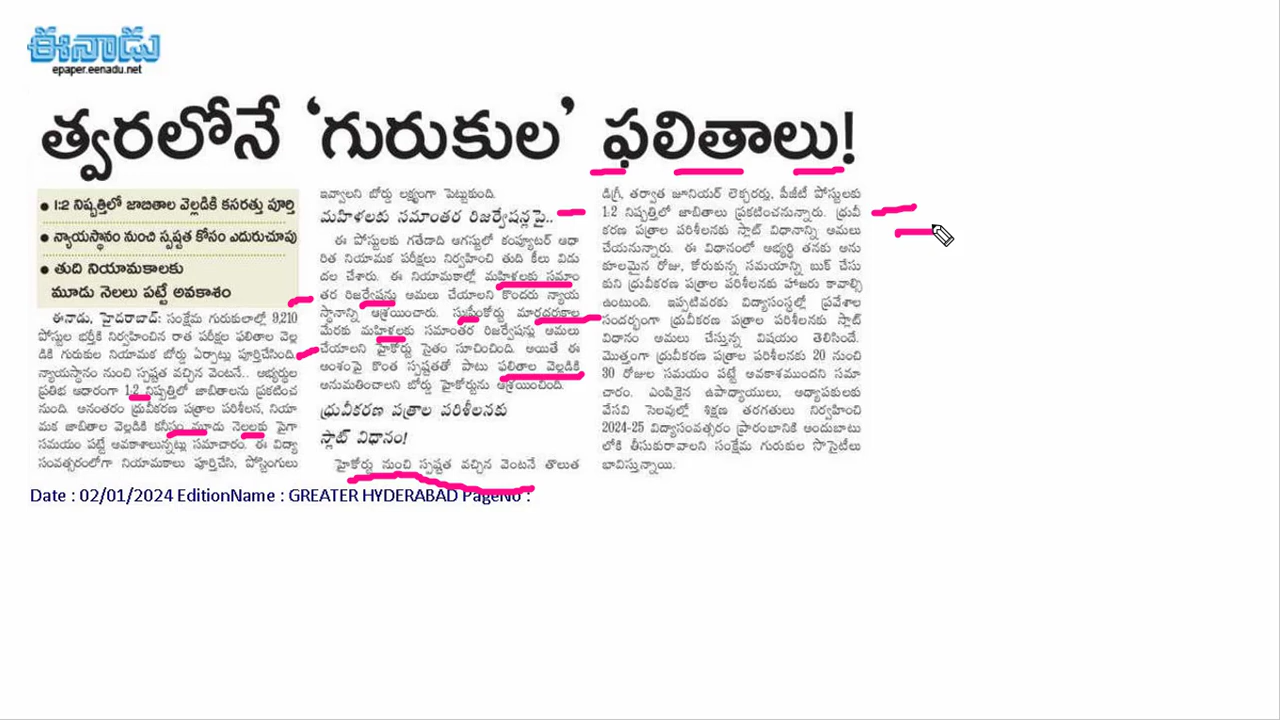 ఈనాడు
epaper.eenadu.net
త్వరలోనే ‘గురుకుల’ ఫలితాలు!
● 1:2 నిష్పత్తిలో జాబితాల వెల్లడికి కసరత్తు పూర్తి
● న్యాయస్థానం నుంచి స్పష్టత కోసం ఎదురుచూపు
● తుది నియామకాలకు
మూడు నెలలు పట్టే అవకాశం
ఈనాడు, హైదరాబాద్: సంక్షేమ గురుకులాల్లో 9,210
పోస్టుల భర్తీకి నిర్వహించిన రాత పరీక్షల ఫలితాల వెల్ల
డికి గురుకుల నియామక బోర్డు ఏర్పాట్లు పూర్తిచేసింది.
న్యాయస్థానం నుంచి స్పష్టత వచ్చిన వెంటనే.. అభ్యర్థుల
ప్రతిభ ఆధారంగా 1:2 నిష్పత్తిలో జాబితాలను ప్రకటించ
నుంది. అనంతరం ధ్రువీకరణ పత్రాల పరిశీలన, నియా
మక జాబితాల వెల్లడికి కనీసం మూడు నెలలకు పైగా
సమయం పట్టే అవకాశాలున్నట్లు సమాచారం. ఈ విద్యా
సంవత్సరంలోగా నియామకాలు పూర్తిచేసి, పోస్టింగులు
ఇవ్వాలని బోర్డు లక్ష్యంగా పెట్టుకుంది.
మహిళలకు సమాంతర రిజర్వేషన్లపై..
ఈ పోస్టులకు గతేడాది ఆగస్టులో కంప్యూటర్ ఆధా
రిత నియామక పరీక్షలు నిర్వహించి తుది కీలు విడు
దల చేశారు. ఈ నియామకాల్లో మహిళలకు సమాం
తర రిజర్వేషన్లు అమలు చేయాలని కొందరు న్యాయ
స్థానాన్ని ఆశ్రయించారు. సుప్రీంకోర్టు మార్గదర్శకాల
మేరకు మహిళలకు సమాంతర రిజర్వేషన్లు అమలు
చేయాలని హైకోర్టు సైతం సూచించింది. అయితే ఈ
అంశంపై కొంత స్పష్టతతో పాటు ఫలితాల వెల్లడికి
అనుమతించాలని బోర్డు హైకోర్టును ఆశ్రయించింది.
ధ్రువీకరణ పత్రాల పరిశీలనకు
స్లాట్ విధానం!
హైకోర్టు నుంచి స్పష్టత వచ్చిన వెంటనే తొలుత
డిగ్రీ, తర్వాత జూనియర్ లెక్చరర్లు, పీజీటీ పోస్టులకు
1:2 నిష్పత్తిలో జాబితాలు ప్రకటించనున్నారు. ధ్రువీ
కరణ పత్రాల పరిశీలనకు స్లాట్ విధానాన్ని అమలు
చేయనున్నారు. ఈ విధానంలో అభ్యర్థి తనకు అను
కూలమైన రోజు, కోరుకున్న సమయాన్ని బుక్ చేసు
కుని ధ్రువీకరణ పత్రాల పరిశీలనకు హాజరు కావాల్సి
ఉంటుంది. ఇప్పటివరకు విద్యాసంస్థల్లో ప్రవేశాల
సందర్భంగా ధ్రువీకరణ పత్రాల పరిశీలనకు స్లాట్
విధానం అమలు చేస్తున్న విషయం తెలిసిందే.
మొత్తంగా ధ్రువీకరణ పత్రాల పరిశీలనకు 20 నుంచి
30 రోజుల సమయం పట్టే అవకాశముందని సమా
చారం. ఎంపికైన ఉపాధ్యాయులు, అధ్యాపకులకు
వేసవి సెలవుల్లో శిక్షణ తరగతులు నిర్వహించి
2024-25 విద్యాసంవత్సరం ప్రారంభానికి అందుబాటు
లోకి తీసుకురావాలని సంక్షేమ గురుకుల సొసైటీలు
భావిస్తున్నాయి.
Date : 02/01/2024 EditionName : GREATER HYDERABAD PageNo :